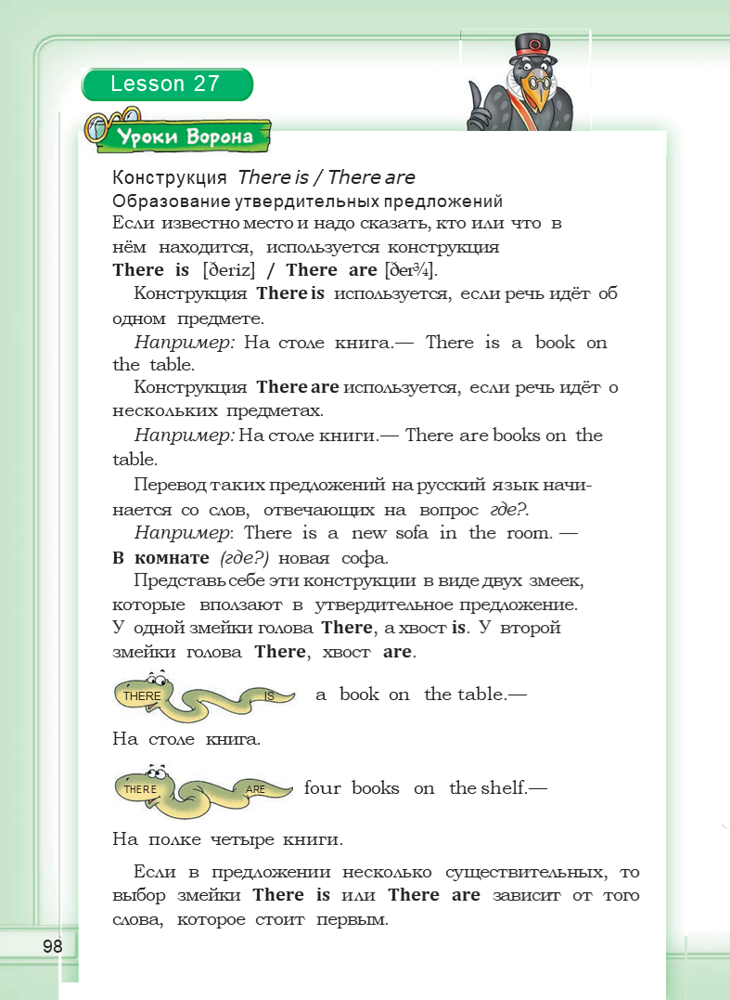 Lesson 27
Уроки Ворона
Конструкция There is / There are
Образование утвердительных предложений
Если известно место и надо сказать, кто или что в
нём находится, используется конструкция
There is [ðeriz] / There are [ðerɜ¾].
Конструкция There is используется, если речь идёт об
одном предмете.
Например: На столе книга.— There is a book on
the table.
Конструкция There are используется, если речь идёт о
нескольких предметах.
Например: На столе книги.— There are books on the
table.
Перевод таких предложений на русский язык начи-
нается со слов, отвечающих на вопрос где?.
Например: There is a new sofa in the room. —
В комнате (где?) новая софа.
Представь себе эти конструкции в виде двух змеек,
которые вползают в утвердительное предложение.
У одной змейки голова There, а хвост is. У второй
змейки голова There, хвост are.
THERE IS a book on the table.—
На столе книга.
THERE ARE four books on the shelf.—
На полке четыре книги.
Если в предложении несколько существительных, то
выбор змейки There is или There are зависит от того
слова, которое стоит первым.
98